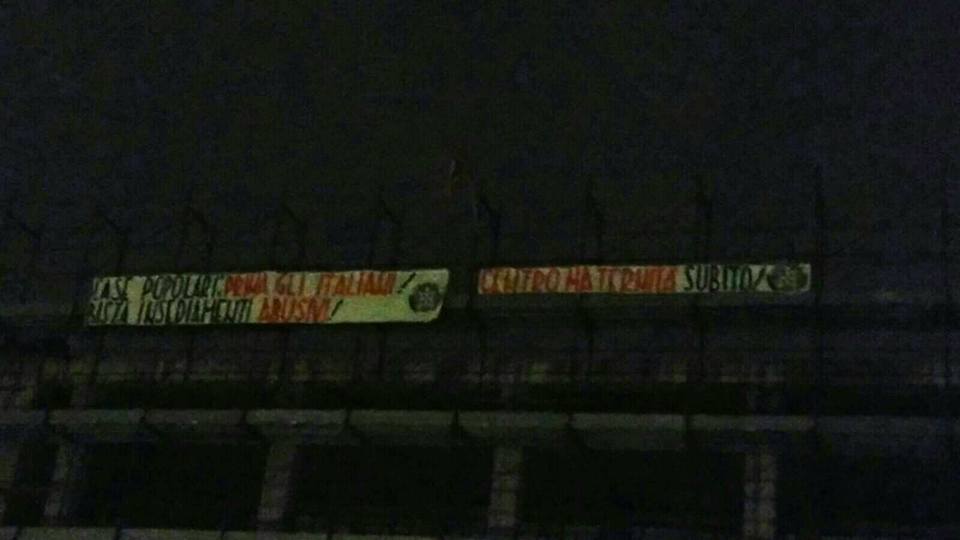 CASE POPOLARI: PRIMA GLI ITALIANI!
BASTA INSEDIAMENTI ABUSIVI!
CENTRO MATERNITA SUBITO!